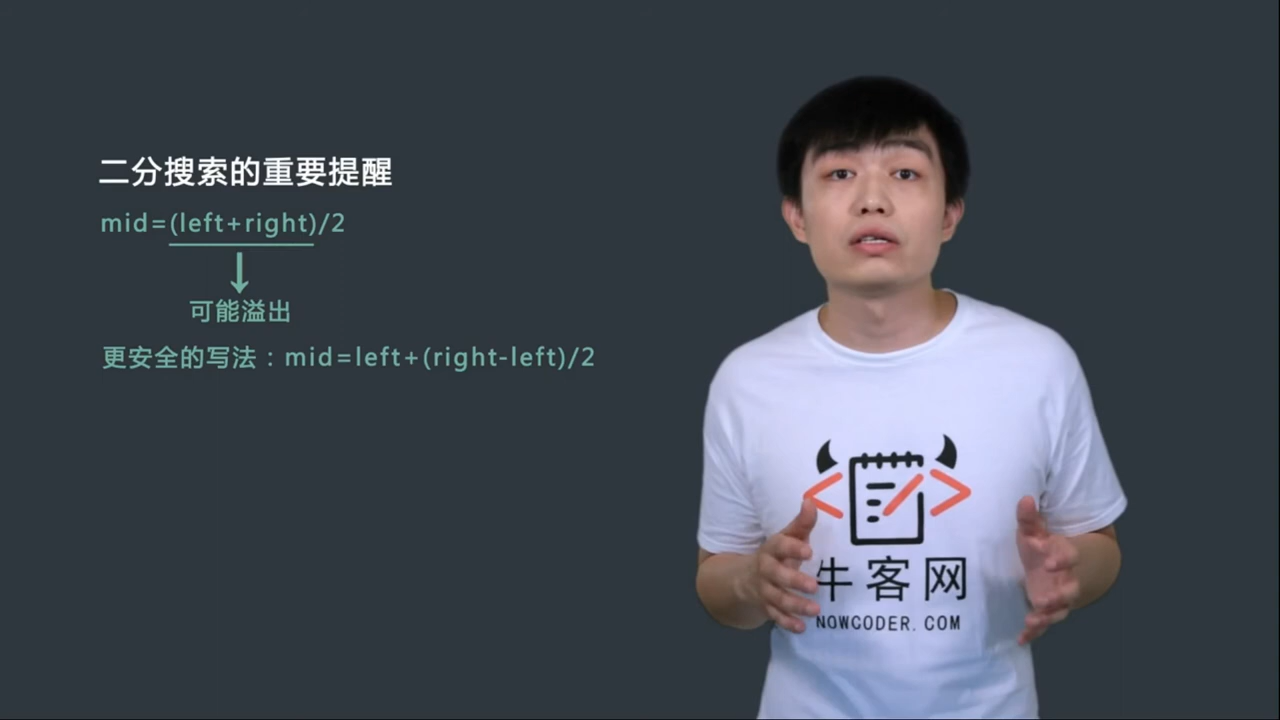 二分搜索的重要提醒
mid=(left+right)/2
可能溢出
更安全的写法：mid=left+(right-left)/2
牛客网
NOWCODER.COM